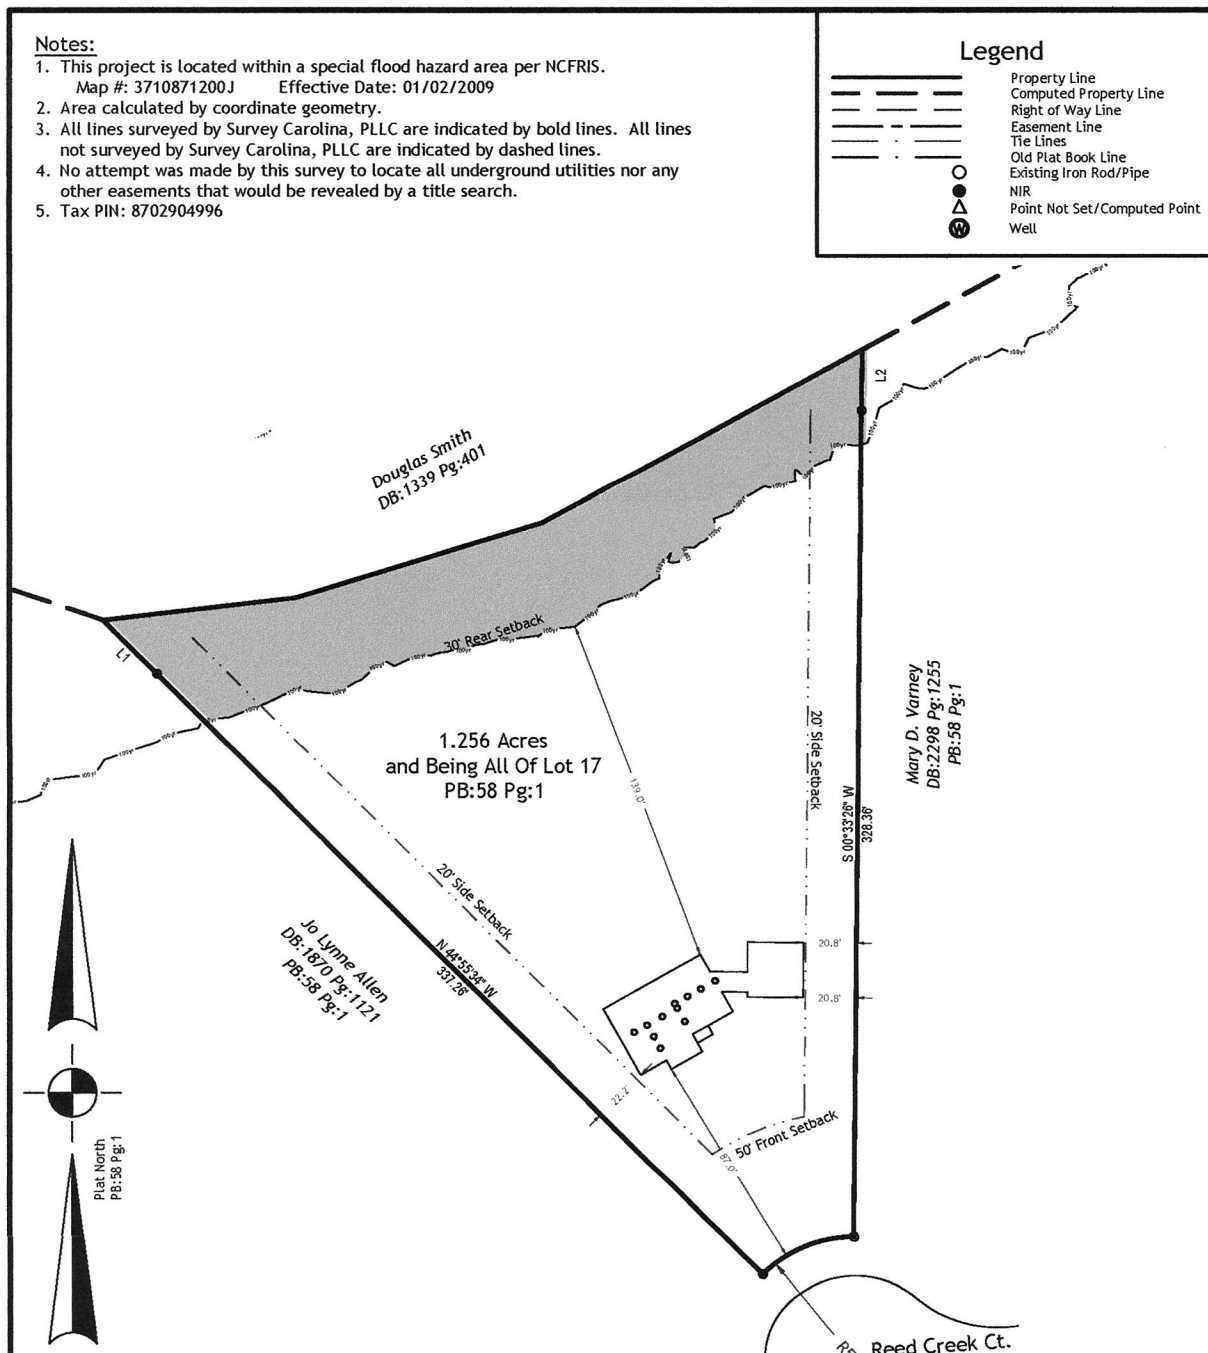 Notes:
1. This project is located within a special flood hazard area per NCFRIS.
Map #: 3710871200J Effective Date: 01/02/2009
2. Area calculated by coordinate geometry.
3. All lines surveyed by Survey Carolina, PLLC are indicated by bold lines. All lines
not surveyed by Survey Carolina, PLLC are indicated by dashed lines.
4. No attempt was made by this survey to locate all underground utilities nor any
other easements that would be revealed by a title search.
5. Tax PIN: 8702904996
Legend
Property Line
Computed Property Line
Right of Way Line
Easement Line
Tie Lines
Old Plat Book Line
Existing Iron Rod/Pipe
NIR
Point Not Set/Computed Point
W Well
L2
Douglas Smith
DB:1339 Pg:401
30' Rear Setback
L1
1.256 Acres
and Being All Of Lot 17
PB:58 Pg:1
139.0'
20' Side Setback
Mary D. Varney
DB:2298 Pg:1255
PB:58 Pg:1
S 00°33'26" W
328.36'
20' Side Setback
N 44°55'34" W
337.26'
Jo Lynne Allen
DB:1870 Pg:1121
PB:58 Pg:1
20.8'
20.8'
22.2'
50' Front Setback
87.0'
Plat North
PB:58 Pg:1
Reed Creek Ct.